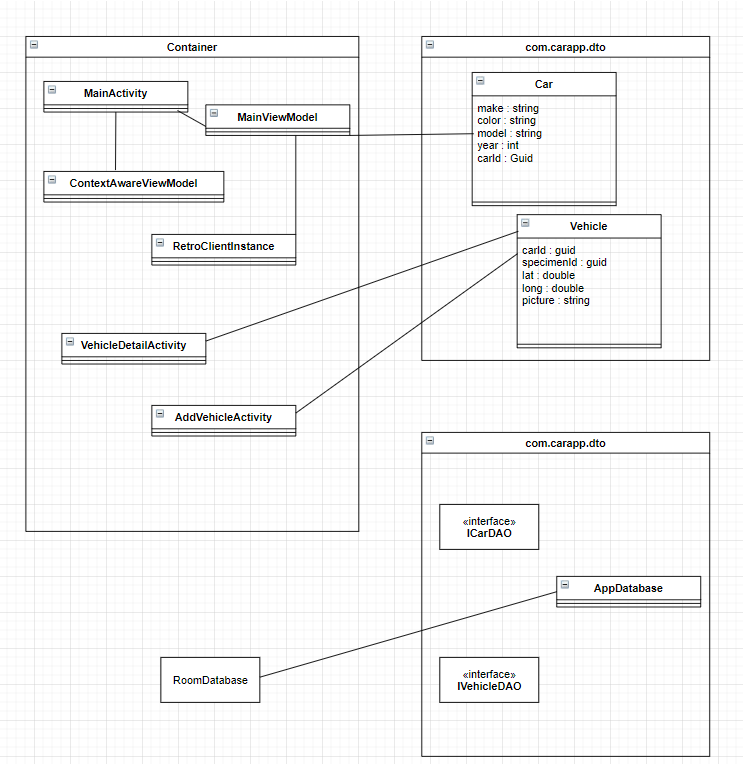 Container
MainActivity
MainViewModel
ContextAwareViewModel
RetroClientInstance
VehicleDetailActivity
AddVehicleActivity
com.carapp.dto
Car
make : string
color : string
model : string
year : int
carId : Guid
Vehicle
carId : guid
specimenId : guid
lat : double
long : double
picture : string
com.carapp.dto
«interface»
ICarDAO
AppDatabase
«interface»
IVehicleDAO
RoomDatabase